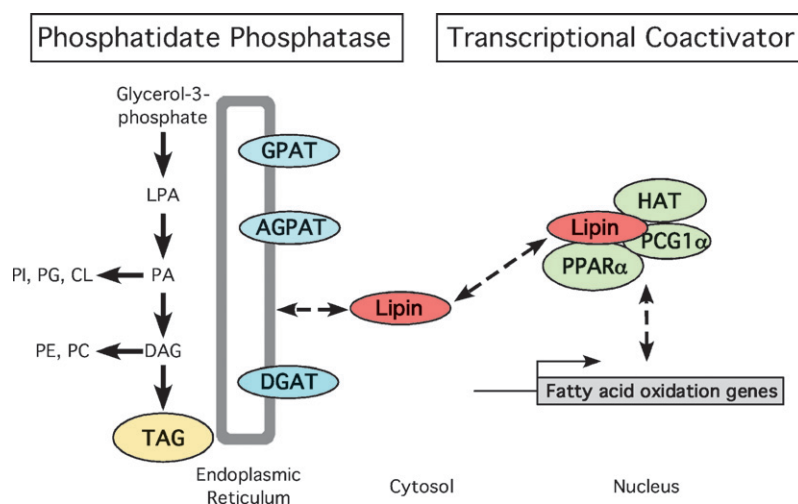 Phosphatidate Phosphatase
Transcriptional Coactivator
Glycerol-3-
phosphate
LPA
PI, PG, CL
PA
PE, PC
DAG
TAG
GPAT
AGPAT
DGAT
Endoplasmic
Reticulum
Lipin
Cytosol
HAT
Lipin
PCG1α
PPARα
Fatty acid oxidation genes
Nucleus